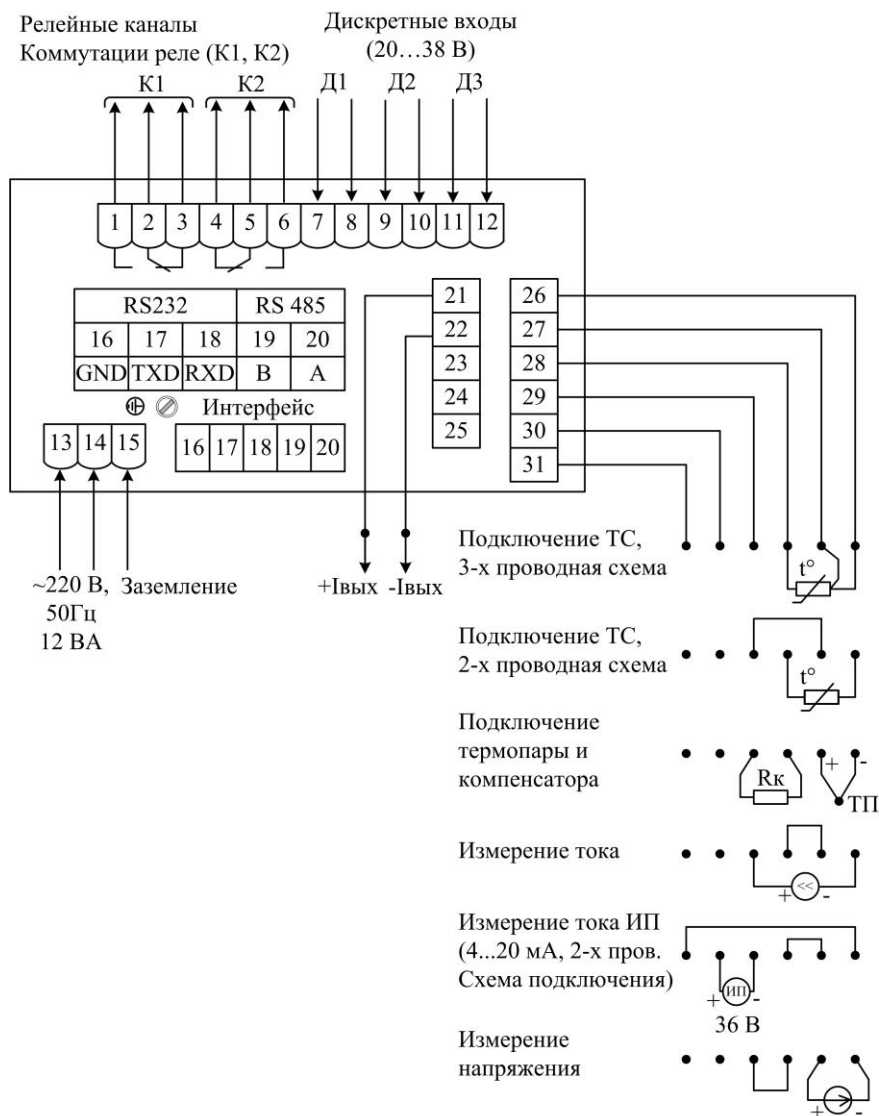 Релейные каналы
Коммутации реле (К1, К2)
Дискретные входы
(20…38 В)
К1 К2 Д1 Д2 Д3
1 2 3 4 5 6 7 8 9 10 11 12
RS232 RS 485
16 17 18 19 20
GND TXD RXD B A
Интерфейс
13 14 15
16 17 18 19 20
21
22
23
24
25
26
27
28
29
30
31
~220 В,
50Гц
12 ВА
Заземление
+Iвых -Iвых
Подключение ТС,
3-х проводная схема
t°
Подключение ТС,
2-х проводная схема
t°
Подключение
термопары и
компенсатора
Rк
+ -
ТП
Измерение тока
+ << -
Измерение тока ИП
(4...20 мА, 2-х пров.
Схема подключения)
+ ИП -
36 В
Измерение
напряжения
+ -